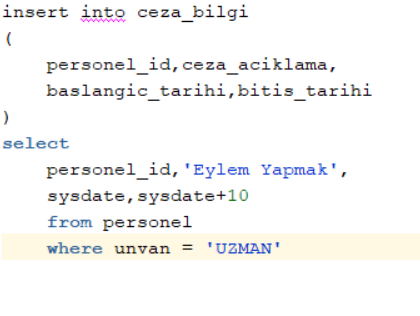 insert into ceza_bilgi
(
personel_id,ceza_aciklama,
baslangic_tarihi,bitis_tarihi
)
select
personel_id,'Eylem Yapmak',
sysdate,sysdate+10
from personel
where unvan = 'UZMAN'